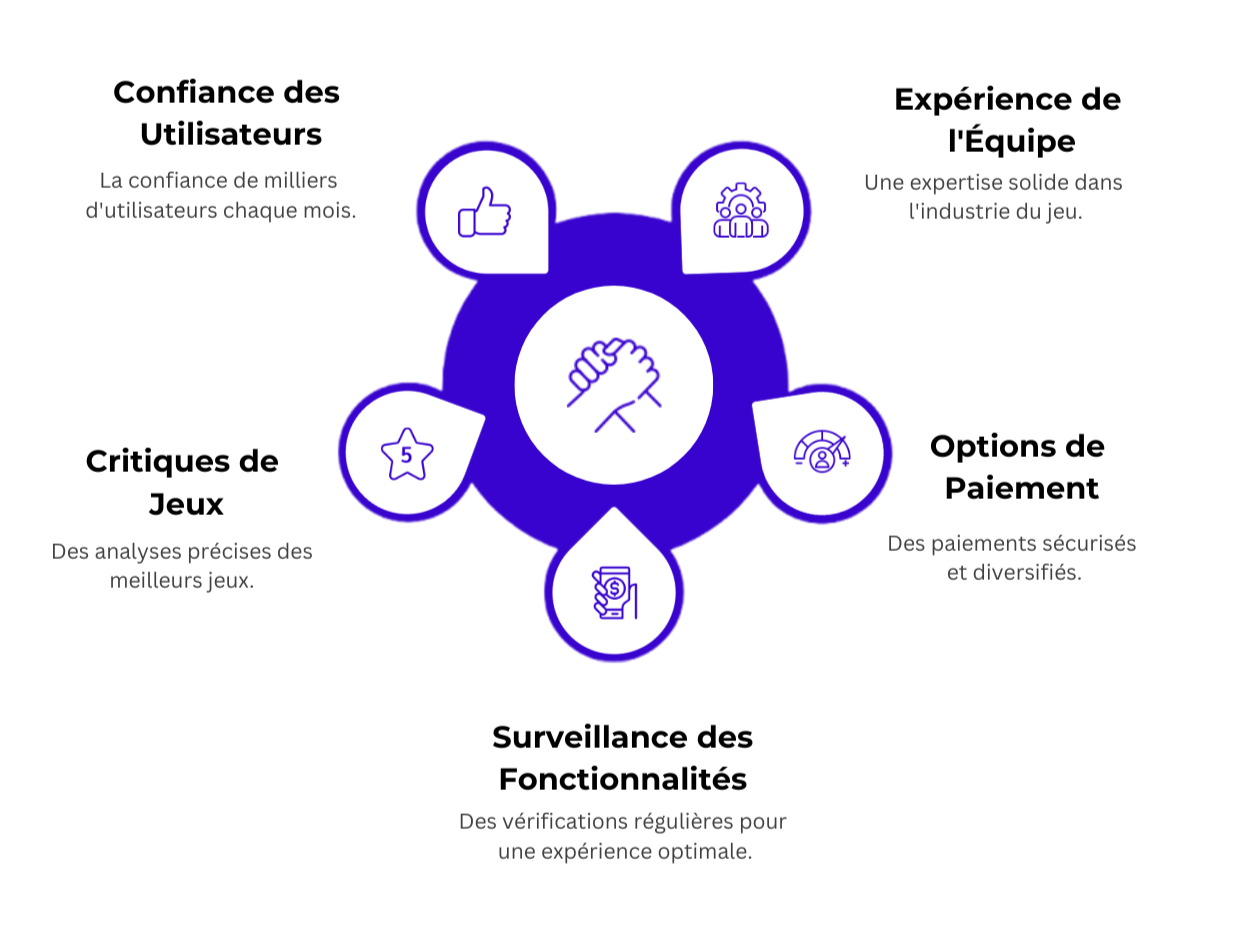 Confiance des
Utilisateurs
La confiance de milliers
d'utilisateurs chaque mois.
Expérience de
l'Équipe
Une expertise solide dans
l'industrie du jeu.
Critiques de
Jeux
Des analyses précises des
meilleurs jeux.
5
Options de
Paiement
Des paiements sécurisés
et diversifiés.
$
Surveillance des
Fonctionnalités
Des vérifications régulières pour
une expérience optimale.